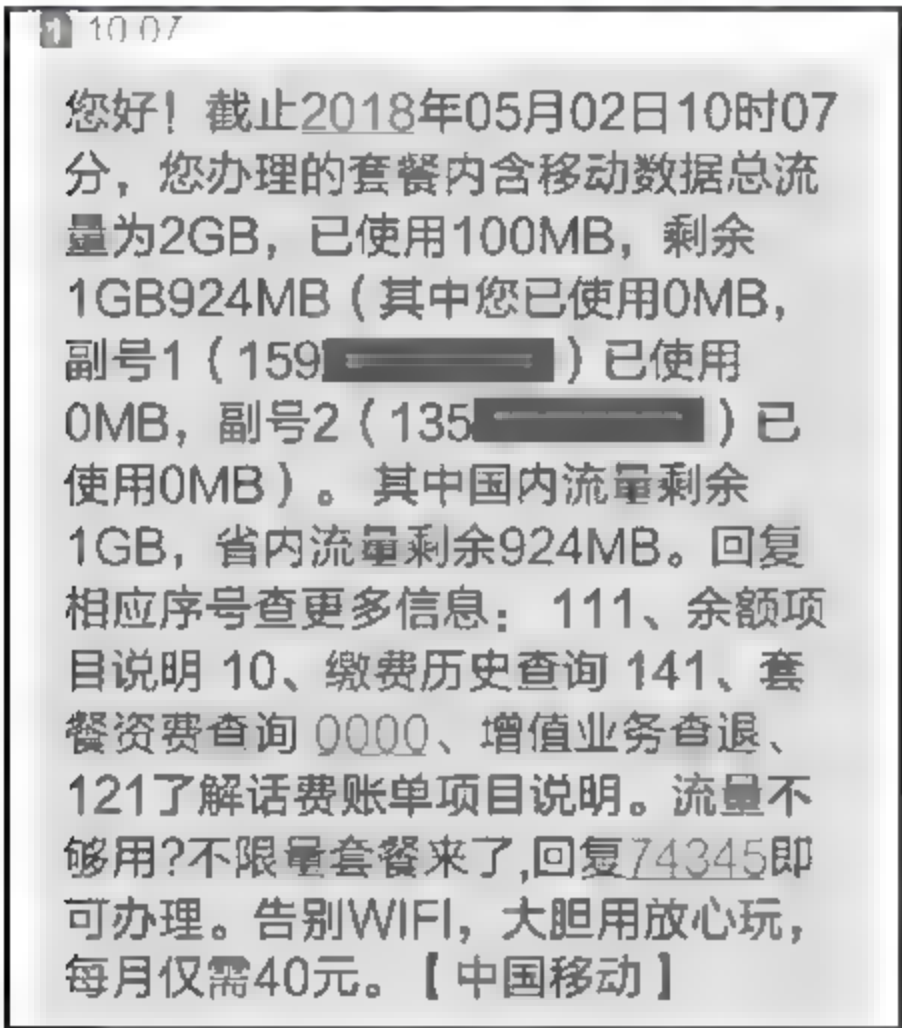 10:07
您好！截止2018年05月02日10时07
分，您办理的套餐内含移动数据总流
量为2GB，已使用100MB，剩余
1GB924MB（其中您已使用0MB，
副号1（159）已使用
0MB，副号2（135）已
使用0MB）。其中国内流量剩余
1GB，省内流量剩余924MB。回复
相应序号查更多信息：111、余额项
目说明 10、缴费历史查询 141、套
餐资费查询 0000、增值业务查退、
121了解话费账单项目说明。流量不
够用?不限量套餐来了,回复74345即
可办理。告别WIFI，大胆用放心玩，
每月仅需40元。【中国移动】